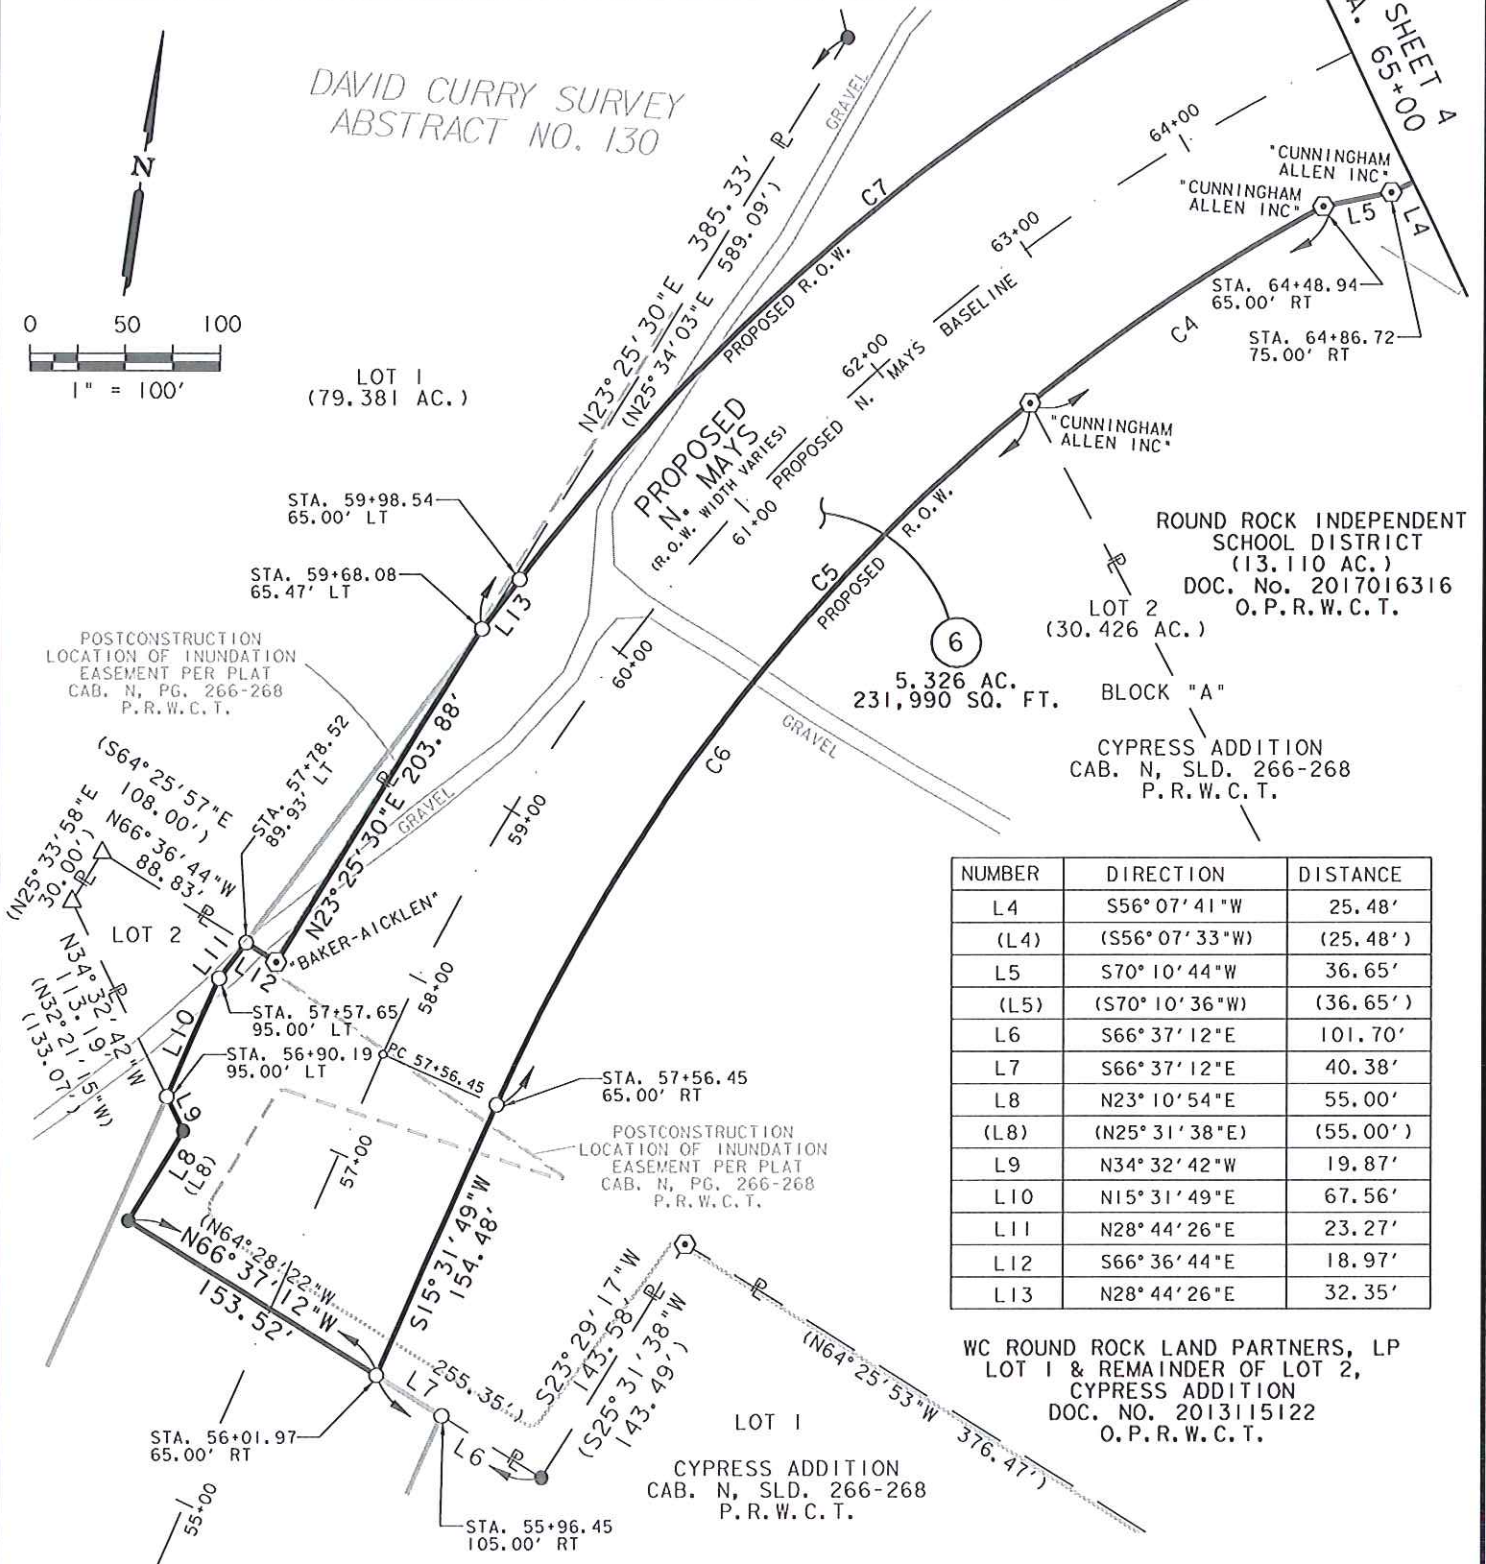 SHEET 4
65+00
DAVID CURRY SURVEY
ABSTRACT NO. 130
N
0 50 100
1" = 100'
LOT 1
(79.381 AC.)
N23°25'30"E 385.33'
(N25°34'03"E 589.09')
GRAVEL
C7
PROPOSED R.O.W.
64+00
63+00
62+00
61+00
PROPOSED N. MAYS BASELINE
"CUNNINGHAM
ALLEN INC"
"CUNNINGHAM
ALLEN INC"
L5
L4
STA. 64+48.94
65.00' RT
STA. 64+86.72
75.00' RT
C4
"CUNNINGHAM
ALLEN INC"
PROPOSED
N. MAYS
(R.O.W. WIDTH VARIES)
STA. 59+98.54
65.00' LT
STA. 59+68.08
65.47' LT
L13
C5
PROPOSED R.O.W.
ROUND ROCK INDEPENDENT
SCHOOL DISTRICT
(13.110 AC.)
DOC. No. 2017016316
O.P.R.W.C.T.
LOT 2
(30.426 AC.)
BLOCK "A"
CYPRESS ADDITION
CAB. N, SLD. 266-268
P.R.W.C.T.
6
5.326 AC.
231,990 SQ. FT.
POSTCONSTRUCTION
LOCATION OF INUNDATION
EASEMENT PER PLAT
CAB. N, PG. 266-268
P.R.W.C.T.
60+00
GRAVEL
C6
59+00
N23°25'30"E 203.88'
GRAVEL
STA. 57+78.52
89.93' LT
(S64°25'57"E
108.00')
N66°36'44"W
88.83'
(N25°33'58"E
30.00')
LOT 2
L11
L12
"BAKER-AICKLEN"
58+00
N34°32'42"W
113.19'
(N32°21'15"W)
(133.07')
L10
STA. 57+57.65
95.00' LT
STA. 56+90.19
95.00' LT
PC 57+56.45
STA. 57+56.45
65.00' RT
L9
L8
(L8)
57+00
POSTCONSTRUCTION
LOCATION OF INUNDATION
EASEMENT PER PLAT
CAB. N, PG. 266-268
P.R.W.C.T.
(N64°28'22"W
255.35')
N66°37'12"W
153.52'
S15°31'49"W
154.48'
S23°29'17"W
143.58'
(S25°31'38"W
143.49')
L7
L6
STA. 56+01.97
65.00' RT
STA. 55+96.45
105.00' RT
55+00
LOT 1
CYPRESS ADDITION
CAB. N, SLD. 266-268
P.R.W.C.T.
(N64°25'53"W 376.47')
NUMBER DIRECTION DISTANCE
L4 S56°07'41"W 25.48'
(L4) (S56°07'33"W) (25.48')
L5 S70°10'44"W 36.65'
(L5) (S70°10'36"W) (36.65')
L6 S66°37'12"E 101.70'
L7 S66°37'12"E 40.38'
L8 N23°10'54"E 55.00'
(L8) (N25°31'38"E) (55.00')
L9 N34°32'42"W 19.87'
L10 N15°31'49"E 67.56'
L11 N28°44'26"E 23.27'
L12 S66°36'44"E 18.97'
L13 N28°44'26"E 32.35'
WC ROUND ROCK LAND PARTNERS, LP
LOT 1 & REMAINDER OF LOT 2,
CYPRESS ADDITION
DOC. NO. 2013115122
O.P.R.W.C.T.